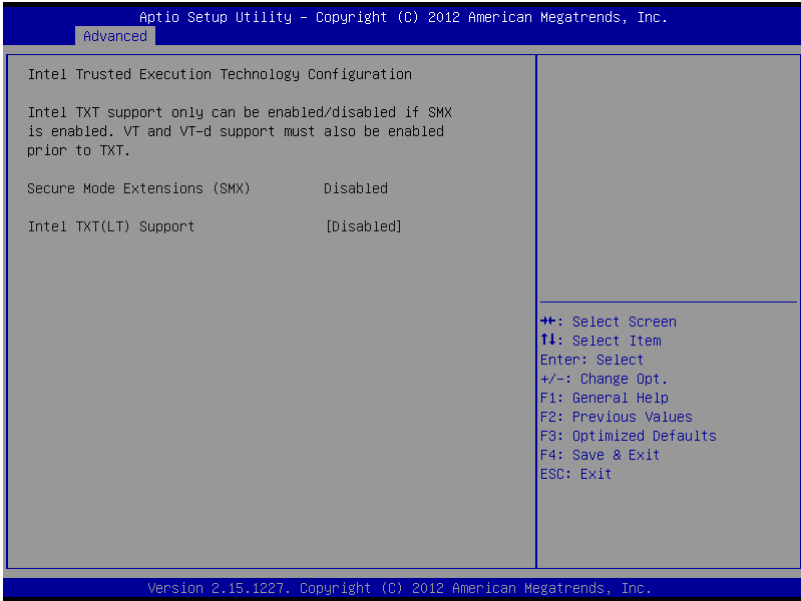 Aptio Setup Utility – Copyright (C) 2012 American Megatrends, Inc.
Advanced
Intel Trusted Execution Technology Configuration
Intel TXT support only can be enabled/disabled if SMX
is enabled. VT and VT-d support must also be enabled
prior to TXT.
Secure Mode Extensions (SMX) Disabled
Intel TXT(LT) Support [Disabled]
→←: Select Screen
↑↓: Select Item
Enter: Select
+/-: Change Opt.
F1: General Help
F2: Previous Values
F3: Optimized Defaults
F4: Save & Exit
ESC: Exit
Version 2.15.1227. Copyright (C) 2012 American Megatrends, Inc.